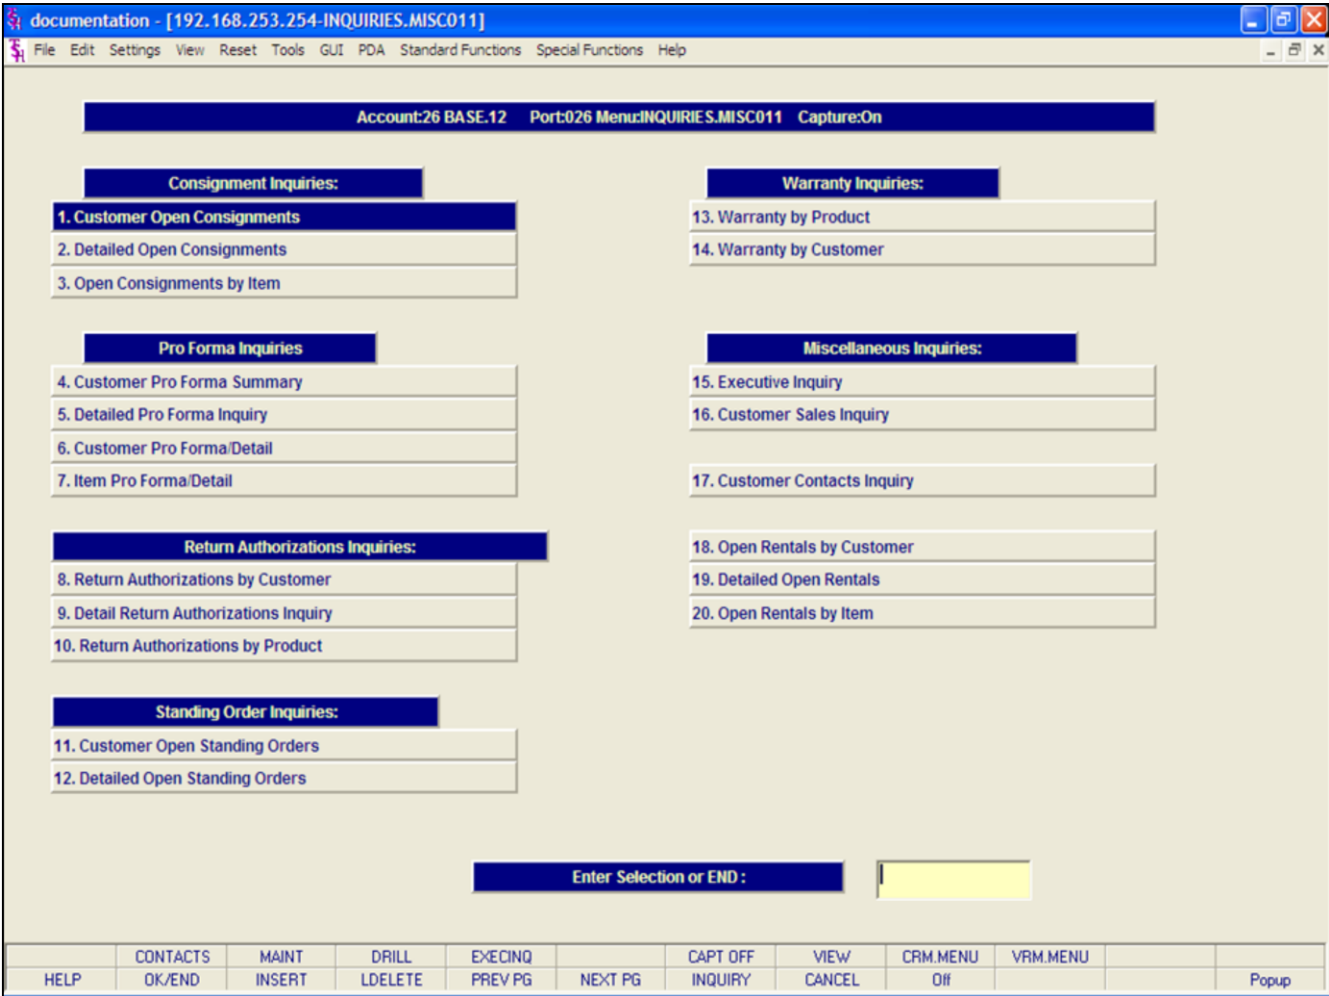 documentation - [192.168.253.254-INQUIRIES.MISC011]
File Edit Settings View Reset Tools GUI PDA Standard Functions Special Functions Help
Account:26 BASE.12 Port:026 Menu:INQUIRIES.MISC011 Capture:On
Consignment Inquiries:
1. Customer Open Consignments
2. Detailed Open Consignments
3. Open Consignments by Item
Pro Forma Inquiries
4. Customer Pro Forma Summary
5. Detailed Pro Forma Inquiry
6. Customer Pro Forma/Detail
7. Item Pro Forma/Detail
Return Authorizations Inquiries:
8. Return Authorizations by Customer
9. Detail Return Authorizations Inquiry
10. Return Authorizations by Product
Standing Order Inquiries:
11. Customer Open Standing Orders
12. Detailed Open Standing Orders
Warranty Inquiries:
13. Warranty by Product
14. Warranty by Customer
Miscellaneous Inquiries:
15. Executive Inquiry
16. Customer Sales Inquiry
17. Customer Contacts Inquiry
18. Open Rentals by Customer
19. Detailed Open Rentals
20. Open Rentals by Item
Enter Selection or END :
CONTACTS MAINT DRILL EXECINQ CAPT OFF VIEW CRM.MENU VRM.MENU
HELP OK/END INSERT LDELETE PREV PG NEXT PG INQUIRY CANCEL Off Popup